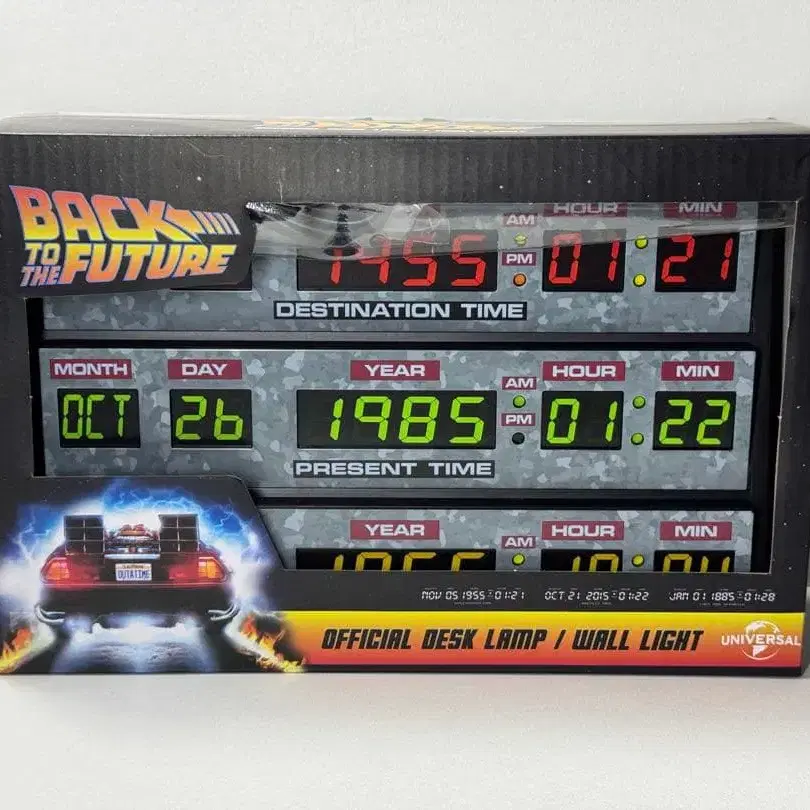 BACK
TO
THE FUTURE
HOUR MIN
AM
PM
1955 01 21
DESTINATION TIME
MONTH DAY YEAR HOUR MIN
AM
PM
OCT 26 1985 01 22
PRESENT TIME
YEAR HOUR MIN
AM
OUTATIME
NOV 05 1955 01:21 OCT 21 2015 01:22 JAN 01 1885 01:28
OFFICIAL DESK LAMP / WALL LIGHT
UNIVERSAL